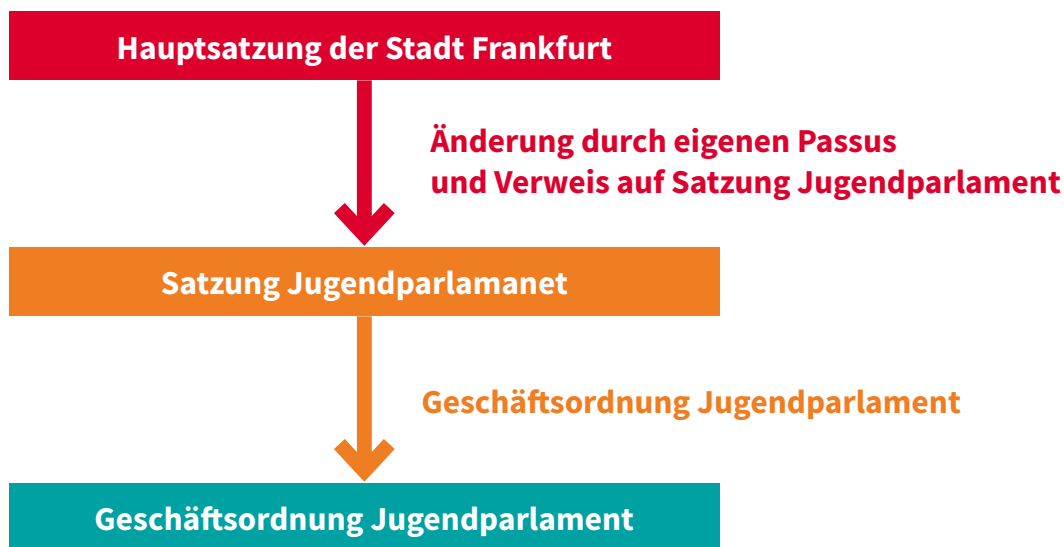 Hauptsatzung der Stadt Frankfurt
Änderung durch eigenen Passus
und Verweis auf Satzung Jugendparlament
Satzung Jugendparlamanet
Geschäftsordnung Jugendparlament
Geschäftsordnung Jugendparlament